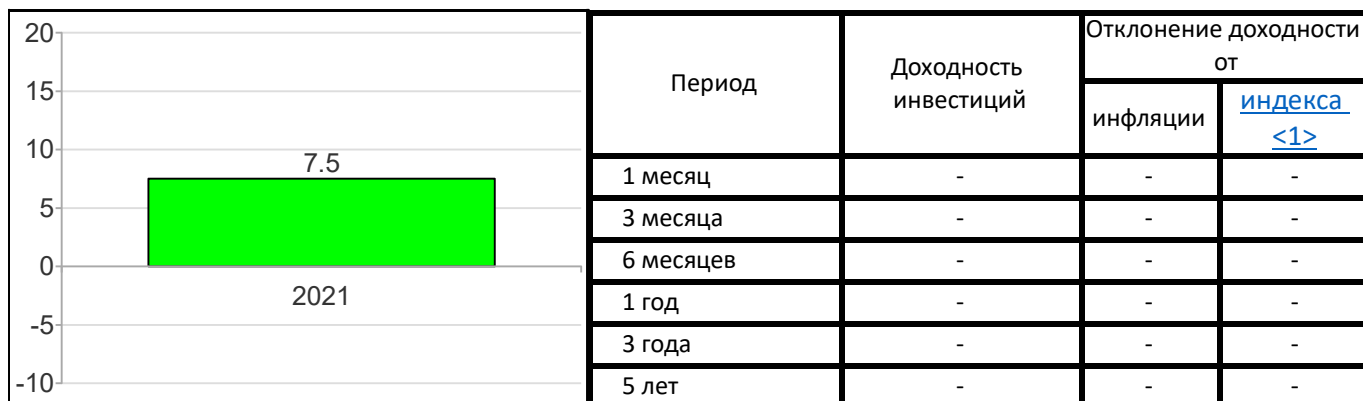 20
15
10
5
0
-5
-10
7.5
2021
Период
Доходность
инвестиций
Отклонение доходности
от
инфляции
индекса
<1>
1 месяц - - -
3 месяца - - -
6 месяцев - - -
1 год - - -
3 года - - -
5 лет - - -